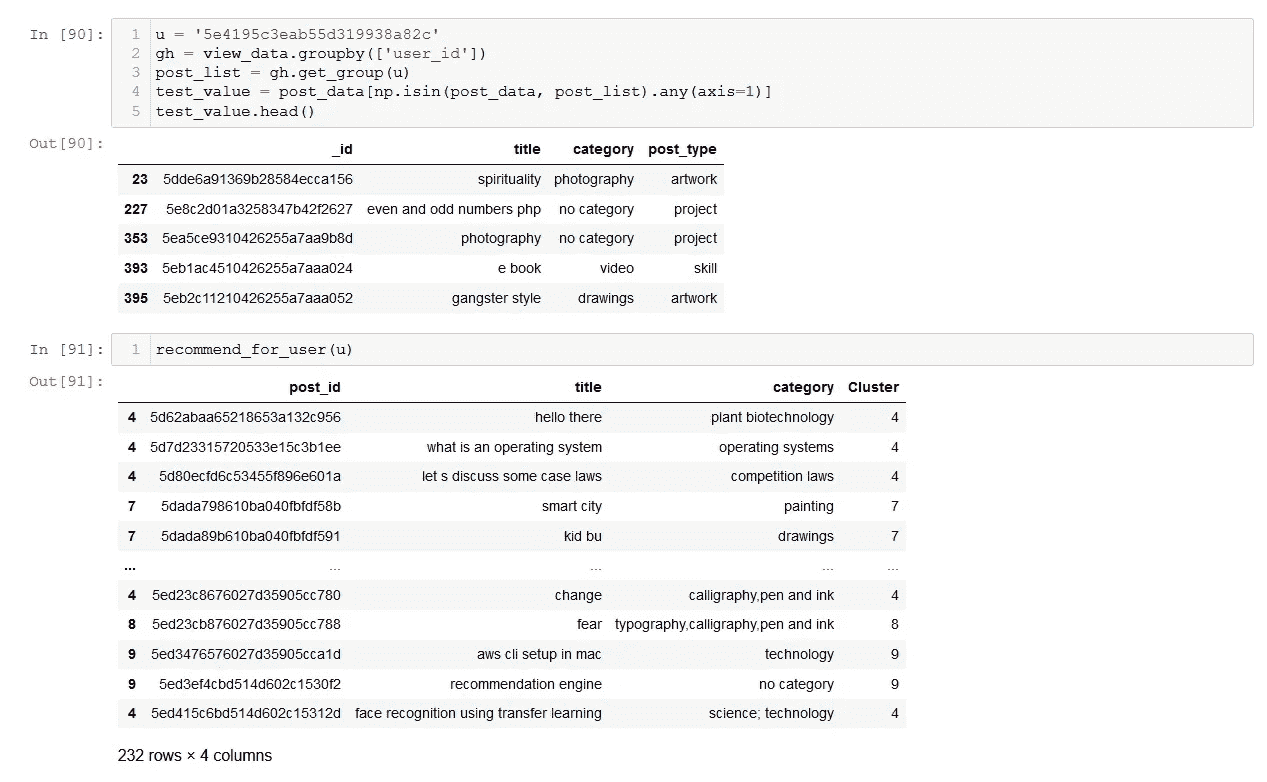 In [90]:
1 u = '5e4195c3eab55d319938a82c'
2 gh = view_data.groupby(['user_id'])
3 post_list = gh.get_group(u)
4 test_value = post_data[np.isin(post_data, post_list).any(axis=1)]
5 test_value.head()
Out[90]:
_id title category post_type
23 5dde6a91369b28584ecca156 spirituality photography artwork
227 5e8c2d01a3258347b42f2627 even and odd numbers php no category project
353 5ea5ce9310426255a7aa9b8d photography no category project
393 5eb1ac4510426255a7aaa024 e book video skill
395 5eb2c11210426255a7aaa052 gangster style drawings artwork
In [91]:
1 recommend_for_user(u)
Out[91]:
post_id title category Cluster
4 5d62abaa65218653a132c956 hello there plant biotechnology 4
4 5d7d23315720533e15c3b1ee what is an operating system operating systems 4
4 5d80ecfd6c53455f896e601a let s discuss some case laws competition laws 4
7 5dada798610ba040fbfdf58b smart city painting 7
7 5dada89b610ba040fbfdf591 kid bu drawings 7
... ... ... ... ...
4 5ed23c8676027d35905cc780 change calligraphy,pen and ink 4
8 5ed23cb876027d35905cc788 fear typography,calligraphy,pen and ink 8
9 5ed3476576027d35905cca1d aws cli setup in mac technology 9
9 5ed3ef4cbd514d602c1530f2 recommendation engine no category 9
4 5ed415c6bd514d602c15312d face recognition using transfer learning science; technology 4
232 rows × 4 columns